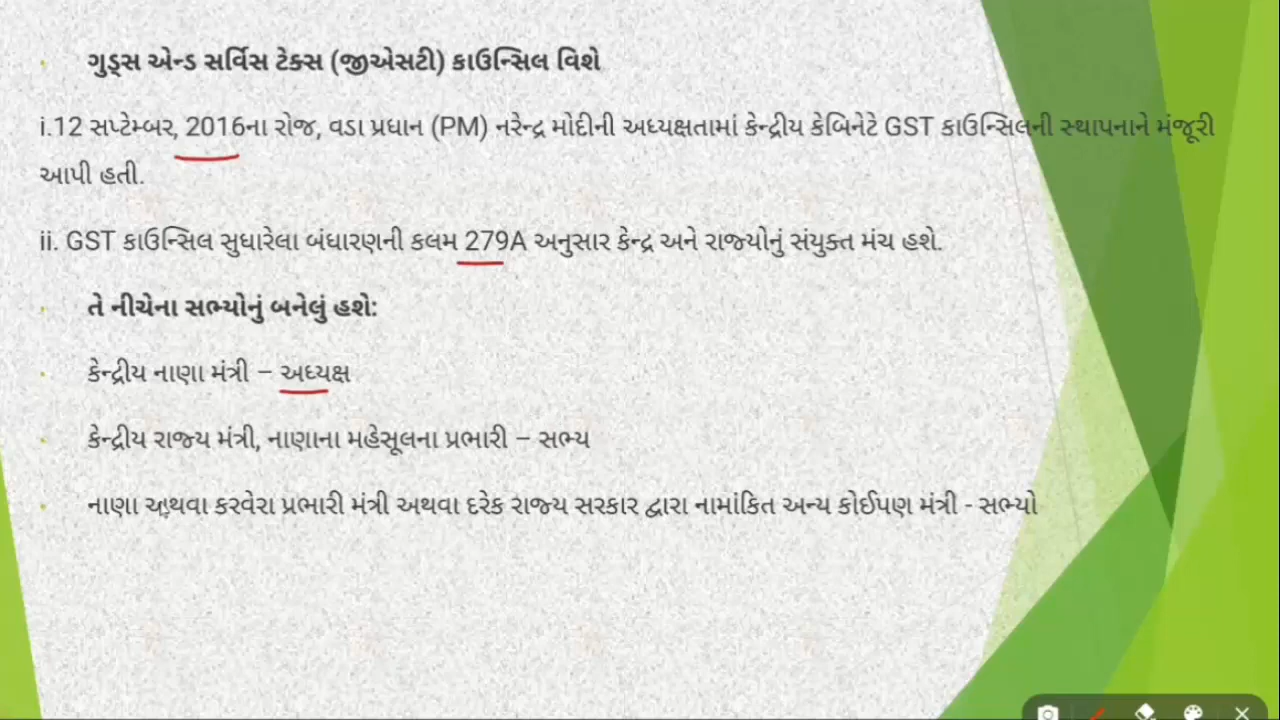 ગુડ્સ એન્ડ સર્વિસ ટેક્સ (જીએસટી) કાઉન્સિલ વિશે
i.12 સપ્ટેમ્બર, 2016ના રોજ, વડા પ્રધાન (PM) નરેન્દ્ર મોદીની અધ્યક્ષતામાં કેન્દ્રીય કેબિનેટે GST કાઉન્સિલની સ્થાપનાને મંજૂરી
આપી હતી.
ii. GST કાઉન્સિલ સુધારેલા બંધારણની કલમ 279A અનુસાર કેન્દ્ર અને રાજ્યોનું સંયુક્ત મંચ હશે.
તે નીચેના સભ્યોનું બનેલું હશે:
કેન્દ્રીય નાણા મંત્રી – અધ્યક્ષ
કેન્દ્રીય રાજ્ય મંત્રી, નાણાના મહેસૂલના પ્રભારી – સભ્ય
નાણા અથવા કરવેરા પ્રભારી મંત્રી અથવા દરેક રાજ્ય સરકાર દ્વારા નામાંકિત અન્ય કોઈપણ મંત્રી - સભ્યો